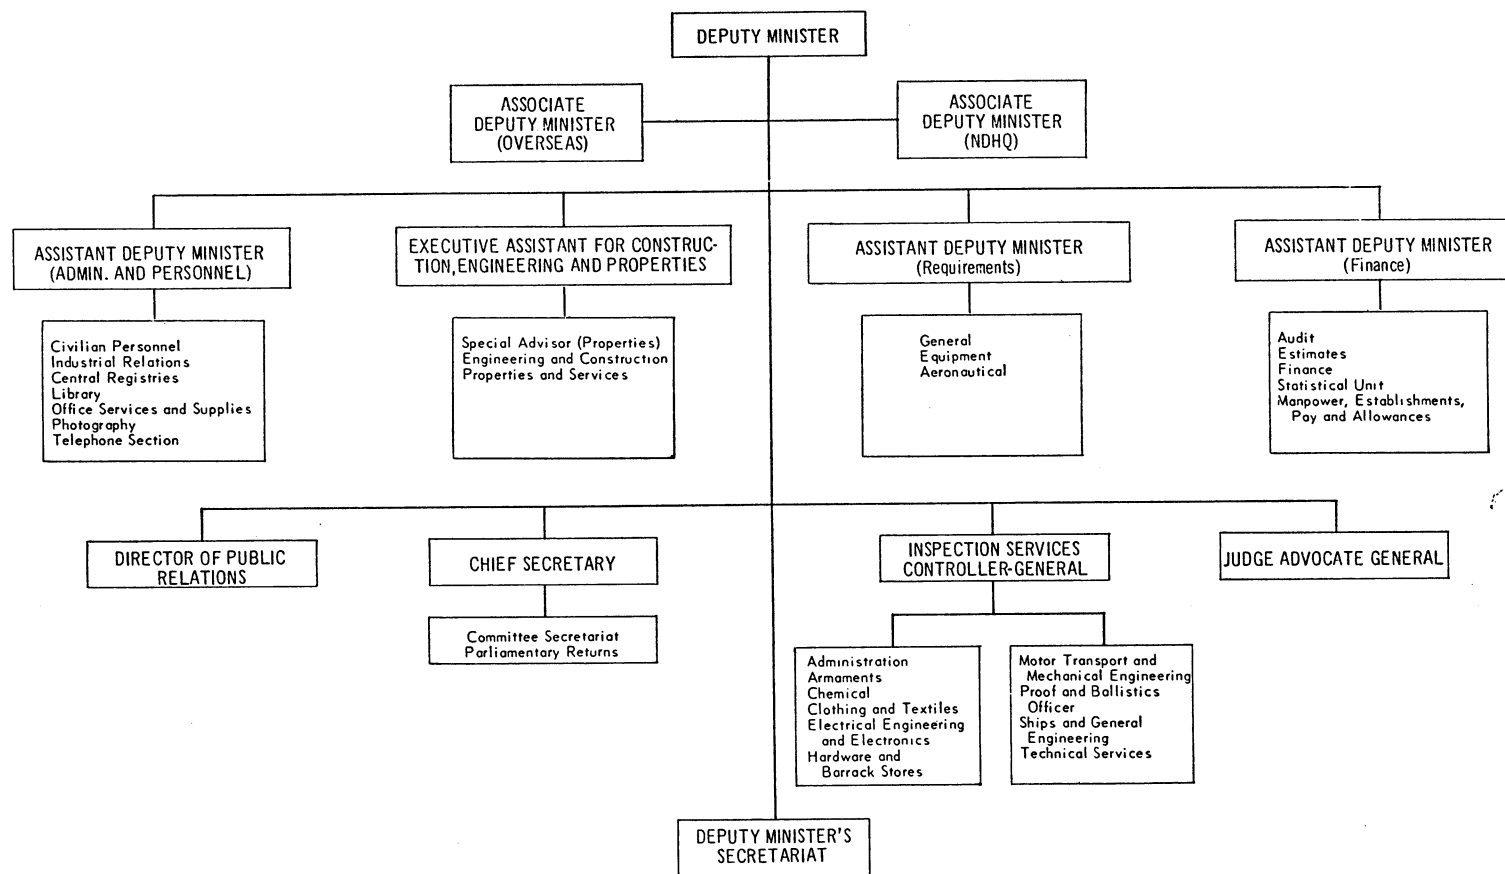 DEPUTY MINISTER
ASSOCIATE
DEPUTY MINISTER
(OVERSEAS)
ASSOCIATE
DEPUTY MINISTER
(NDHQ)
ASSISTANT DEPUTY MINISTER
(ADMIN. AND PERSONNEL)
EXECUTIVE ASSISTANT FOR CONSTRUC-
TION, ENGINEERING AND PROPERTIES
ASSISTANT DEPUTY MINISTER
(Requirements)
ASSISTANT DEPUTY MINISTER
(Finance)
Civilian Personnel
Industrial Relations
Central Registries
Library
Office Services and Supplies
Photography
Telephone Section
Special Advisor (Properties)
Engineering and Construction
Properties and Services
General
Equipment
Aeronautical
Audit
Estimates
Finance
Statistical Unit
Manpower, Establishments,
Pay and Allowances
DIRECTOR OF PUBLIC
RELATIONS
CHIEF SECRETARY
INSPECTION SERVICES
CONTROLLER-GENERAL
JUDGE ADVOCATE GENERAL
Committee Secretariat
Parliamentary Returns
Administration
Armaments
Chemical
Clothing and Textiles
Electrical Engineering
and Electronics
Hardware and
Barrack Stores
Motor Transport and
Mechanical Engineering
Proof and Ballistics
Officer
Ships and General
Engineering
Technical Services
DEPUTY MINISTER'S
SECRETARIAT